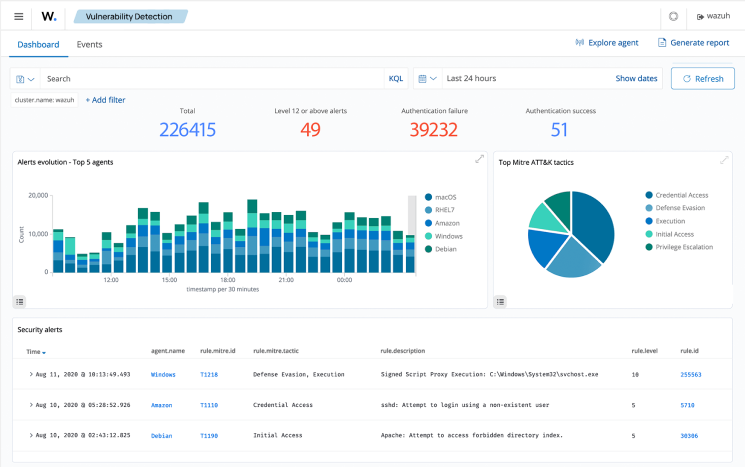 W. Vulnerability Detection wazuh
Dashboard Events Explore agent Generate report
Search KQL Last 24 hours Show dates Refresh
cluster.name: wazuh + Add filter
Total Level 12 or above alerts Authentication failure Authentication success
226415 49 39232 51
Alerts evolution - Top 5 agents
20,000
10,000
0
Count
12:00 15:00 18:00 21:00 00:00
timestamp per 30 minutes
macOS
RHEL7
Amazon
Windows
Debian
Top Mitre ATT&K tactics
Credential Access
Defense Evasion
Execution
Initial Access
Privilege Escalation
Security alerts
Time agent.name rule.mitre.id rule.mitre.tactic rule.description rule.level rule.id
Aug 11, 2020 @ 10:13:49.493 Windows T1218 Defense Evasion, Execution Signed Script Proxy Execution: C:\Windows\System32\svchost.exe 10 255563
Aug 10, 2020 @ 05:28:52.926 Amazon T1110 Credential Access sshd: Attempt to login using a non-existent user 5 5710
Aug 10, 2020 @ 02:43:12.825 Debian T1190 Initial Access Apache: Attempt to access forbidden directory index. 5 30306